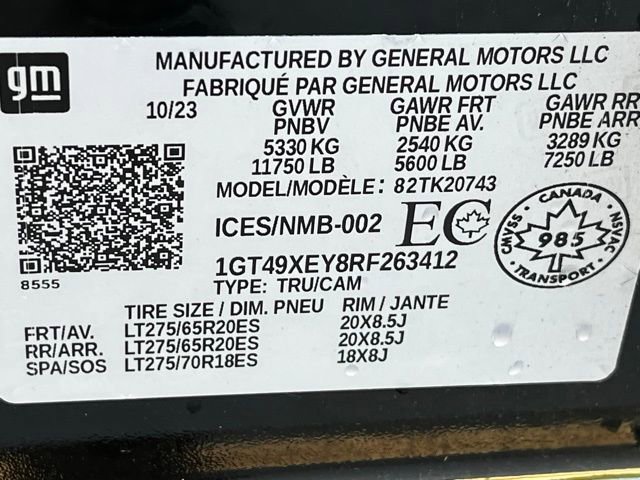 gm
MANUFACTURED BY GENERAL MOTORS LLC
FABRIQUÉ PAR GENERAL MOTORS LLC
10/23 GVWR GAWR FRT GAWR RR
PNBV PNBE AV. PNBE ARR
5330 KG 2540 KG 3289 KG
11750 LB 5600 LB 7250 LB
MODEL/MODÈLE: 82TK20743
ICES/NMB-002 EC
CANADA
CMVSS 985 NSVAC
TRANSPORT
8555
1GT49XEY8RF263412
TYPE: TRU/CAM
TIRE SIZE / DIM. PNEU RIM / JANTE
FRT/AV. LT275/65R20ES 20X8.5J
RR/ARR. LT275/65R20ES 20X8.5J
SPA/SOS LT275/70R18ES 18X8J